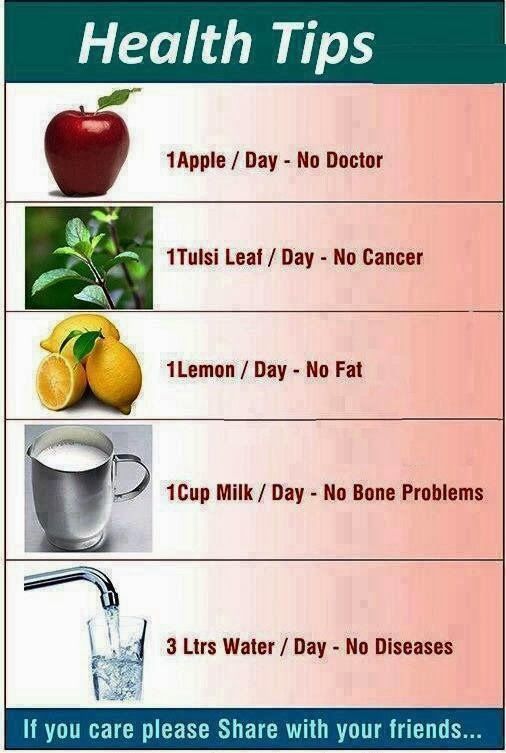 Health Tips
1Apple / Day - No Doctor
1Tulsi Leaf / Day - No Cancer
1Lemon / Day - No Fat
1Cup Milk / Day - No Bone Problems
3 Ltrs Water / Day - No Diseases
If you care please Share with your friends...